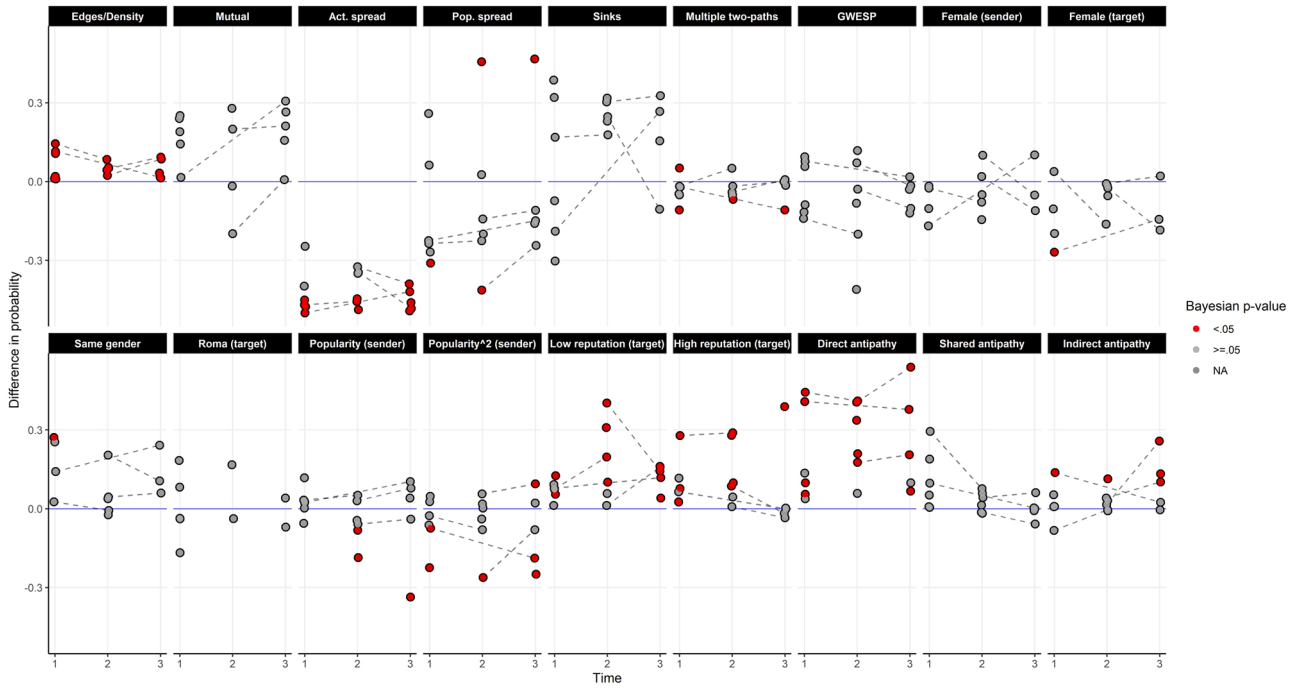 Edges/Density Mutual Act. spread Pop. spread Sinks Multiple two-paths GWESP Female (sender) Female (target)
0.3
0.0
-0.3
Same gender Roma (target) Popularity (sender) Popularity^2 (sender) Low reputation (target) High reputation (target) Direct antipathy Shared antipathy Indirect antipathy
0.3
0.0
-0.3
1 2 3 1 2 3 1 2 3 1 2 3 1 2 3 1 2 3 1 2 3 1 2 3 1 2 3
Time
Difference in probability
Bayesian p-value
<.05
>=.05
NA